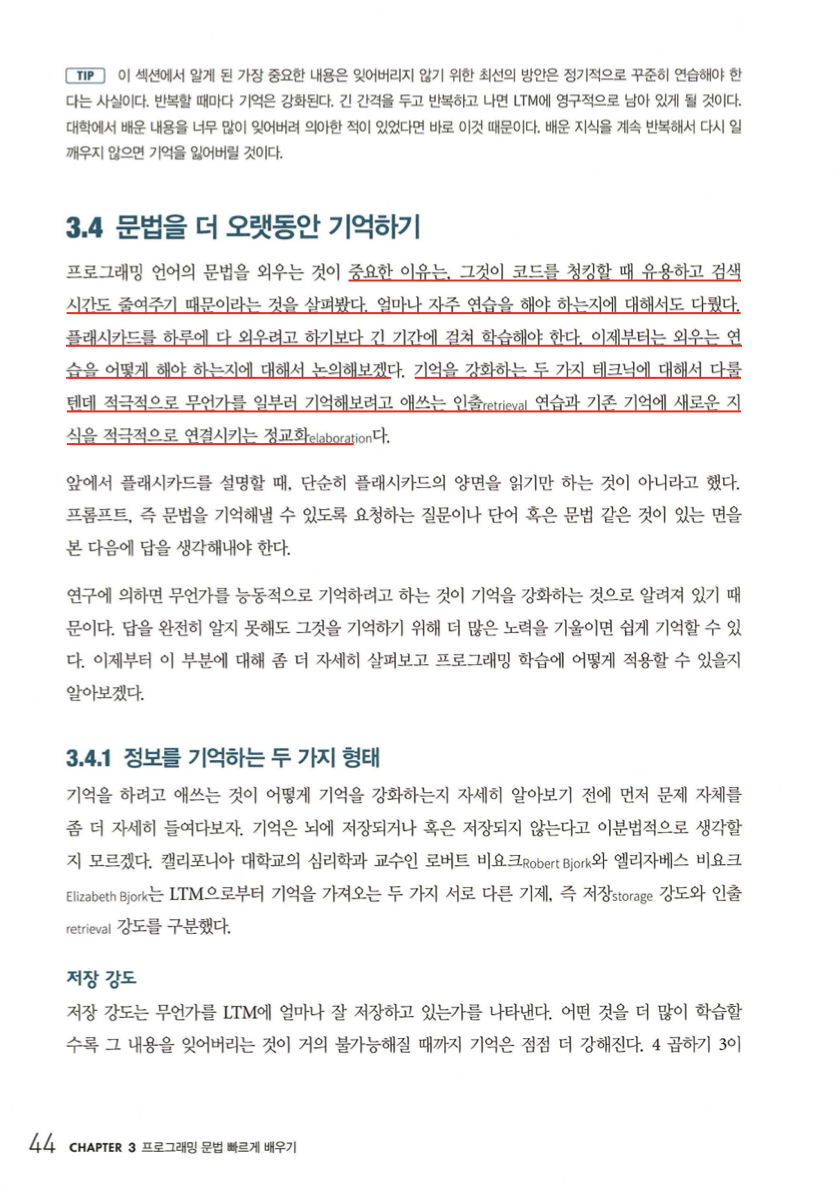 TIP 이 섹션에서 알게 된 가장 중요한 내용은 잊어버리지 않기 위한 최선의 방안은 정기적으로 꾸준히 연습해야 한
다는 사실이다. 반복할 때마다 기억은 강화된다. 긴 간격을 두고 반복하고 나면 LTM에 영구적으로 남아 있게 될 것이다.
대학에서 배운 내용을 너무 많이 잊어버려 의아한 적이 있었다면 바로 이것 때문이다. 배운 지식을 계속 반복해서 다시 일
깨우지 않으면 기억을 잃어버릴 것이다.
3.4 문법을 더 오랫동안 기억하기
프로그래밍 언어의 문법을 외우는 것이 중요한 이유는, 그것이 코드를 청킹할 때 유용하고 검색
시간도 줄여주기 때문이라는 것을 살펴봤다. 얼마나 자주 연습을 해야 하는지에 대해서도 다뤘다.
플래시카드를 하루에 다 외우려고 하기보다 긴 기간에 걸쳐 학습해야 한다. 이제부터는 외우는 연
습을 어떻게 해야 하는지에 대해서 논의해보겠다. 기억을 강화하는 두 가지 테크닉에 대해서 다룰
텐데 적극적으로 무언가를 일부러 기억해보려고 애쓰는 인출retrieval 연습과 기존 기억에 새로운 지
식을 적극적으로 연결시키는 정교화elaboration다.
앞에서 플래시카드를 설명할 때, 단순히 플래시카드의 양면을 읽기만 하는 것이 아니라고 했다.
프롬프트, 즉 문법을 기억해낼 수 있도록 요청하는 질문이나 단어 혹은 문법 같은 것이 있는 면을
본 다음에 답을 생각해내야 한다.
연구에 의하면 무언가를 능동적으로 기억하려고 하는 것이 기억을 강화하는 것으로 알려져 있기 때
문이다. 답을 완전히 알지 못해도 그것을 기억하기 위해 더 많은 노력을 기울이면 쉽게 기억할 수 있
다. 이제부터 이 부분에 대해 좀 더 자세히 살펴보고 프로그래밍 학습에 어떻게 적용할 수 있을지
알아보겠다.
3.4.1 정보를 기억하는 두 가지 형태
기억을 하려고 애쓰는 것이 어떻게 기억을 강화하는지 자세히 알아보기 전에 먼저 문제 자체를
좀 더 자세히 들여다보자. 기억은 뇌에 저장되거나 혹은 저장되지 않는다고 이분법적으로 생각할
지 모르겠다. 캘리포니아 대학교의 심리학과 교수인 로버트 비요크Robert Bjork와 엘리자베스 비요크
Elizabeth Bjork는 LTM으로부터 기억을 가져오는 두 가지 서로 다른 기제, 즉 저장storage 강도와 인출
retrieval 강도를 구분했다.
저장 강도
저장 강도는 무언가를 LTM에 얼마나 잘 저장하고 있는가를 나타낸다. 어떤 것을 더 많이 학습할
수록 그 내용을 잊어버리는 것이 거의 불가능해질 때까지 기억은 점점 더 강해진다. 4 곱하기 3이
44 CHAPTER 3 프로그래밍 문법 빠르게 배우기